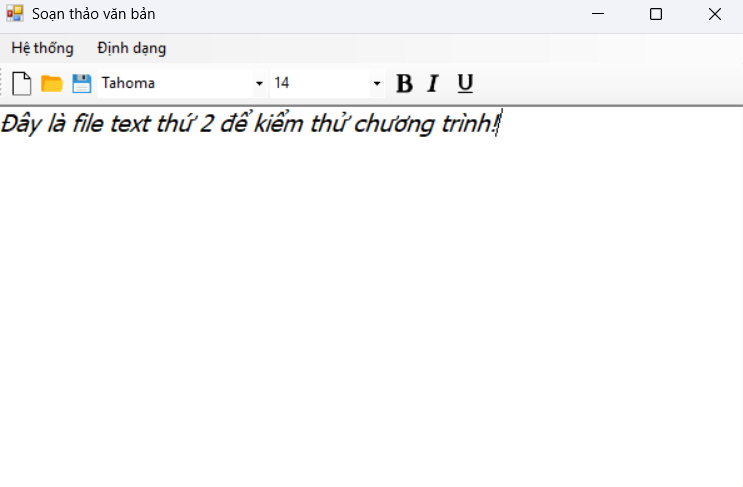 Soạn thảo văn bản
Hệ thống Định dạng
Tahoma 14 B I U
Đây là file text thứ 2 để kiểm thử chương trình!